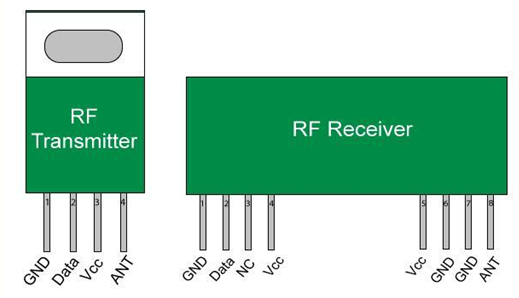 RF
Transmitter
1 2 3 4
GND Data Vcc ANT
RF Receiver
1 2 3 4 5 6 7 8
GND Data NC Vcc Vcc GND GND ANT